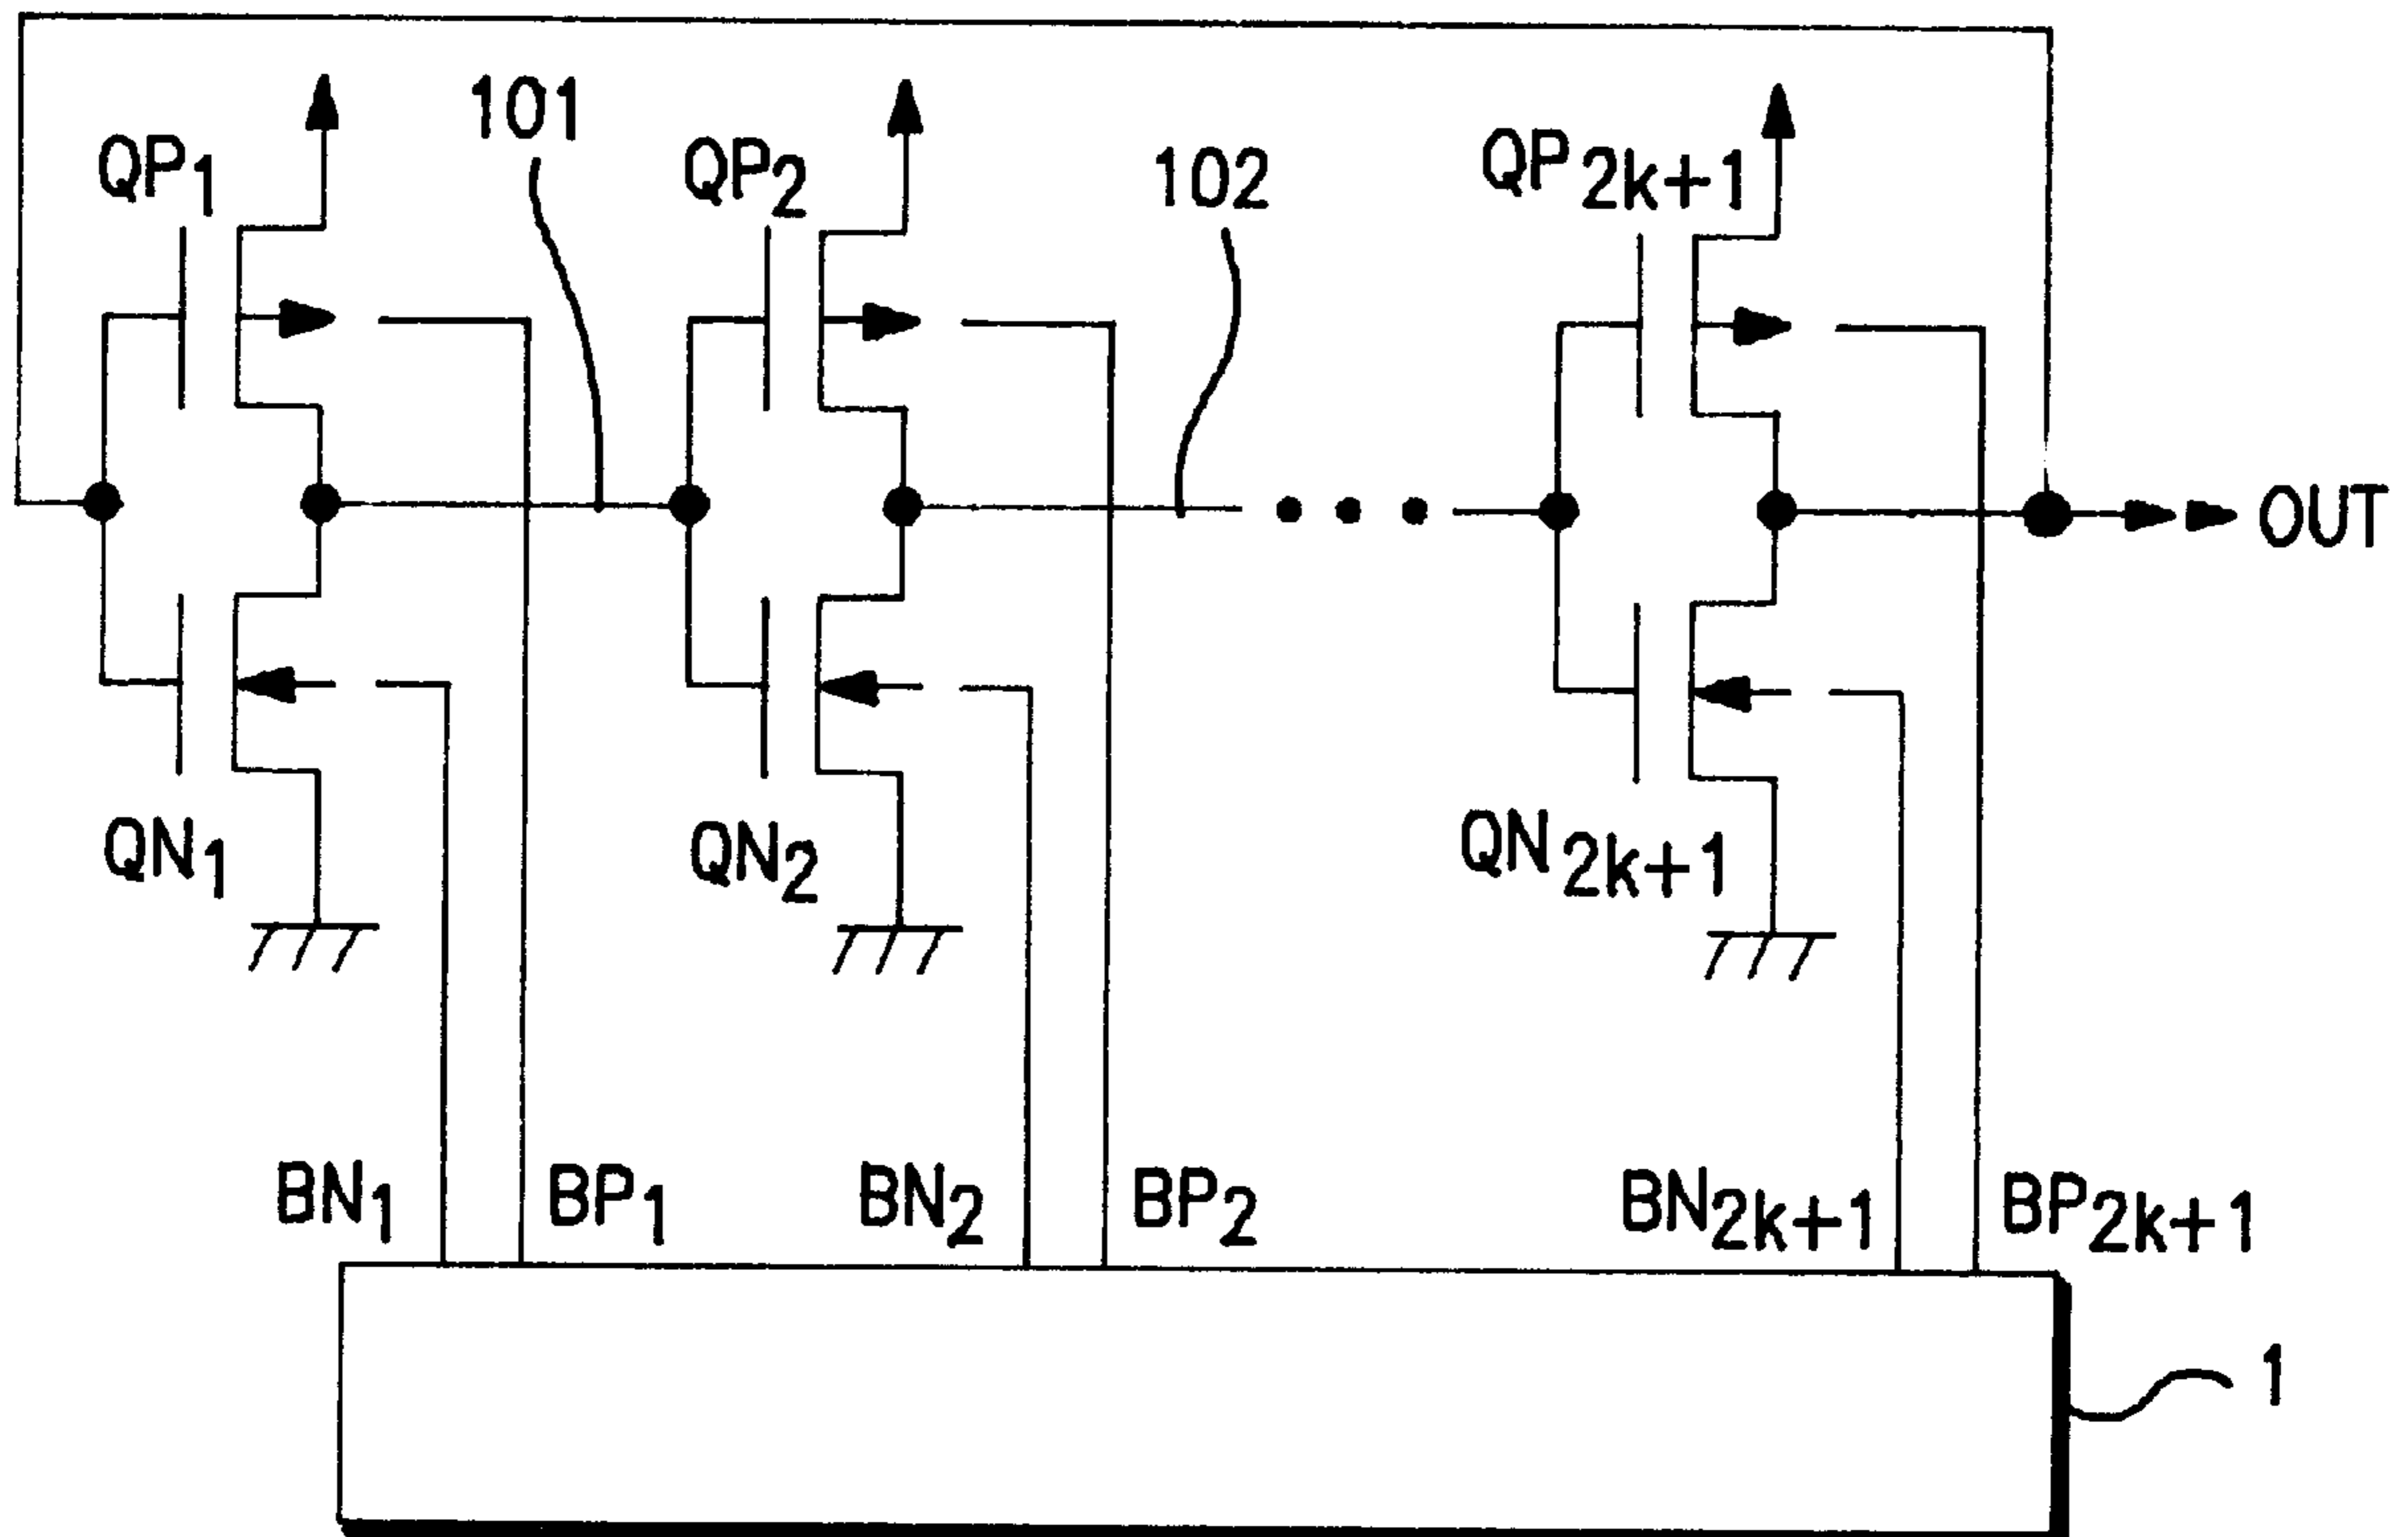 101
QP1
QP2
102
QP2k+1
OUT
QN1
QN2
QN2k+1
BN1
BP1
BN2
BP2
BN2k+1
BP2k+1
1